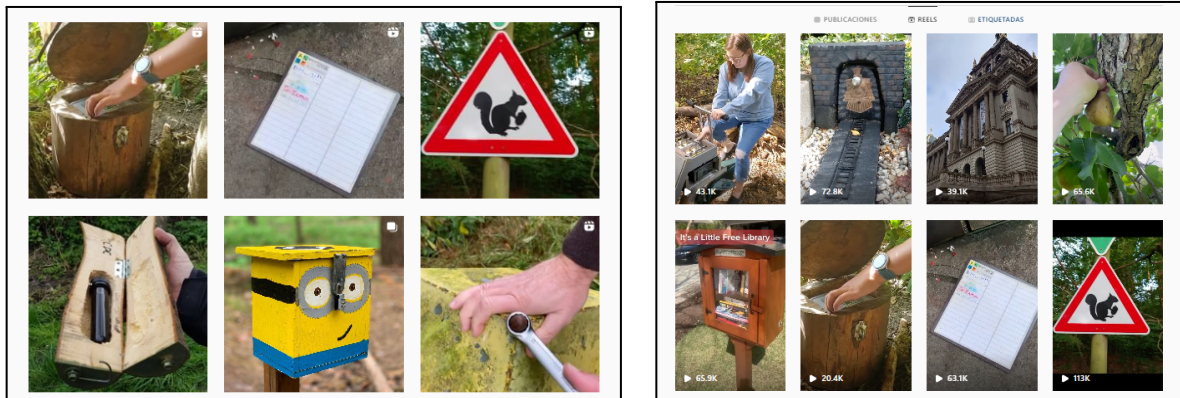 PUBLICACIONES REELS ETIQUETADAS
43.1K
72.8K
39.1K
65.6K
It's a Little Free Library
65.9K
20.4K
63.1K
113K